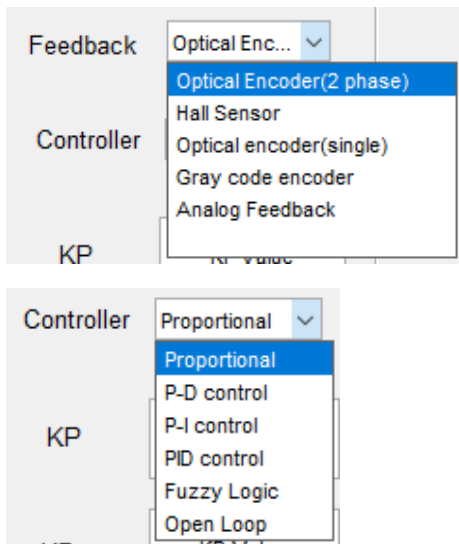 Feedback
Optical Enc...
Optical Encoder(2 phase)
Hall Sensor
Controller
Optical encoder(single)
Gray code encoder
Analog Feedback
KP
Controller
Proportional
Proportional
P-D control
P-I control
KP
PID control
Fuzzy Logic
Open Loop